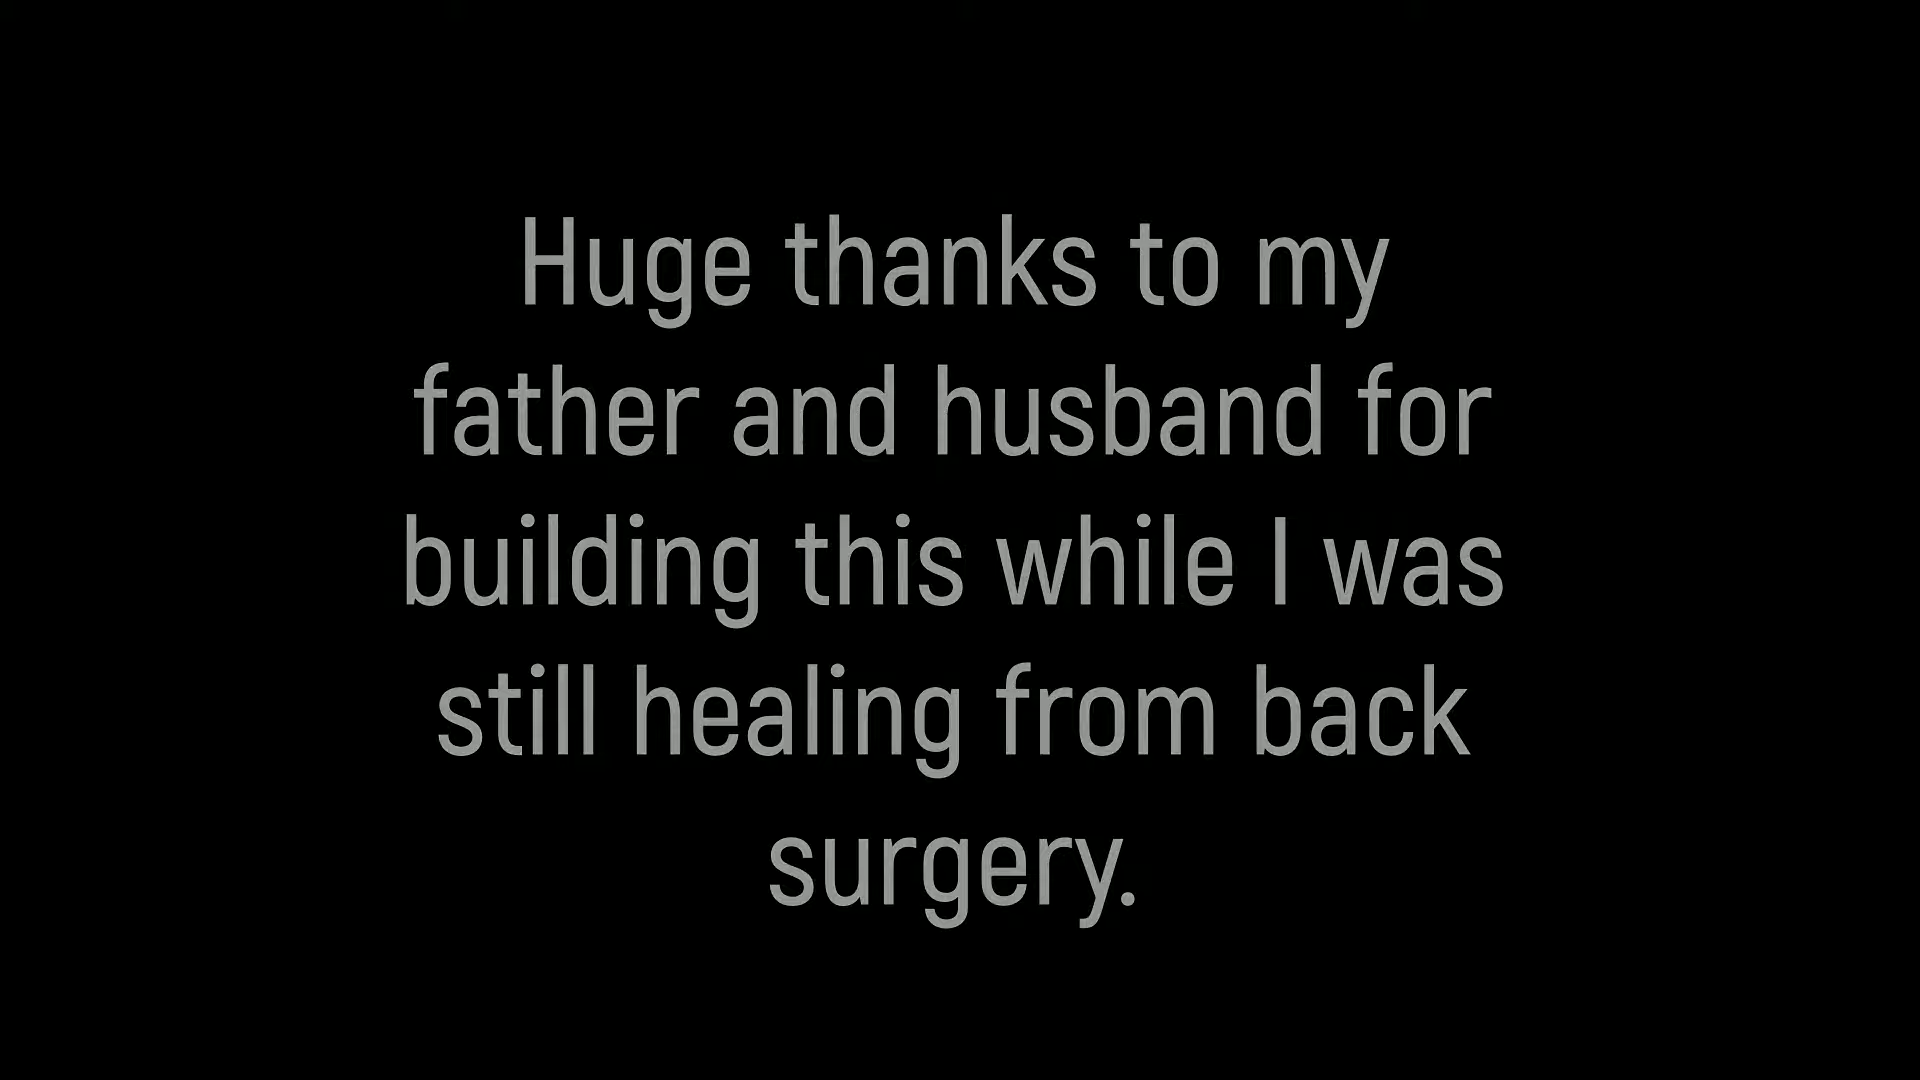 Huge thanks to my
father and husband for
building this while I was
still healing from back
surgery.